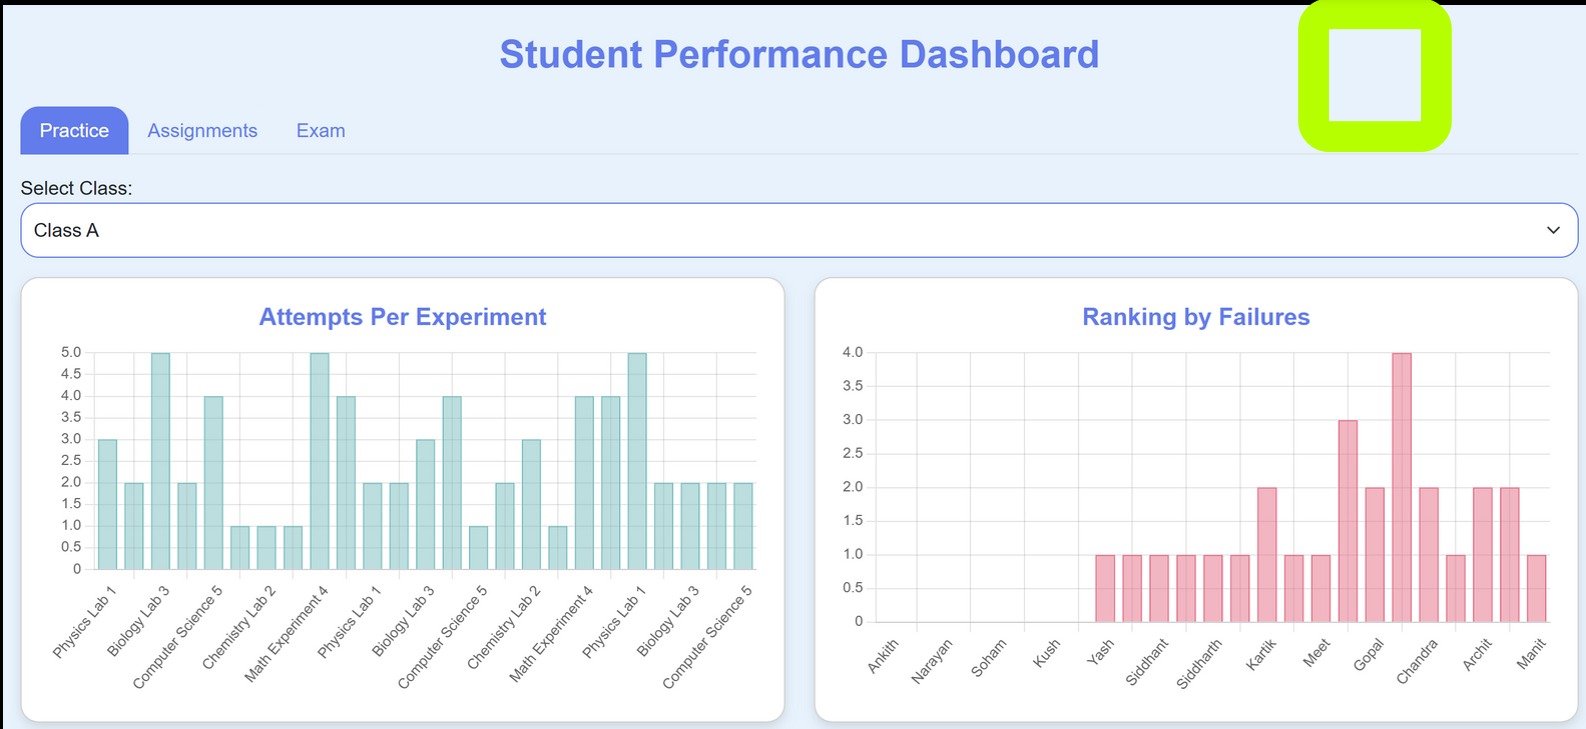 Student Performance Dashboard
Practice
Assignments
Exam
Select Class:
Class A
Attempts Per Experiment
5.0
4.5
4.0
3.5
3.0
2.5
2.0
1.5
1.0
0.5
0
Physics Lab 1
Biology Lab 3
Computer Science 5
Chemistry Lab 2
Math Experiment 4
Physics Lab 1
Biology Lab 3
Computer Science 5
Chemistry Lab 2
Math Experiment 4
Physics Lab 1
Biology Lab 3
Computer Science 5
Ranking by Failures
4.0
3.5
3.0
2.5
2.0
1.5
1.0
0.5
0
Ankith
Narayan
Soham
Kush
Yash
Siddhant
Siddharth
Kartik
Meet
Gopal
Chandra
Archit
Manit